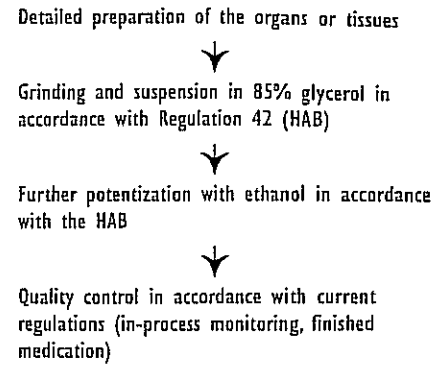 Detailed preparation of the organs or tissues
Grinding and suspension in 85% glycerol in
accordance with Regulation 42 (HAB)
Further potentization with ethanol in accordance
with the HAB
Quality control in accordance with current
regulations (in-process monitoring, finished
medication)